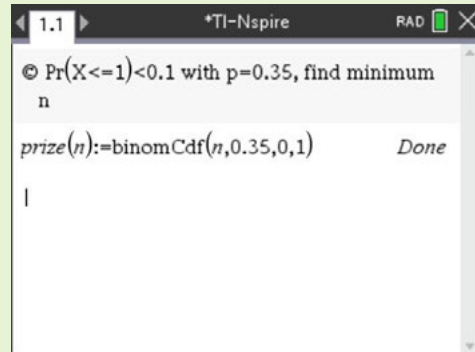 1.1
*TI-Nspire
RAD
© Pr(X<=1)<0.1 with p=0.35, find minimum
n
prize(n):=binomCdf(n,0.35,0,1)
Done